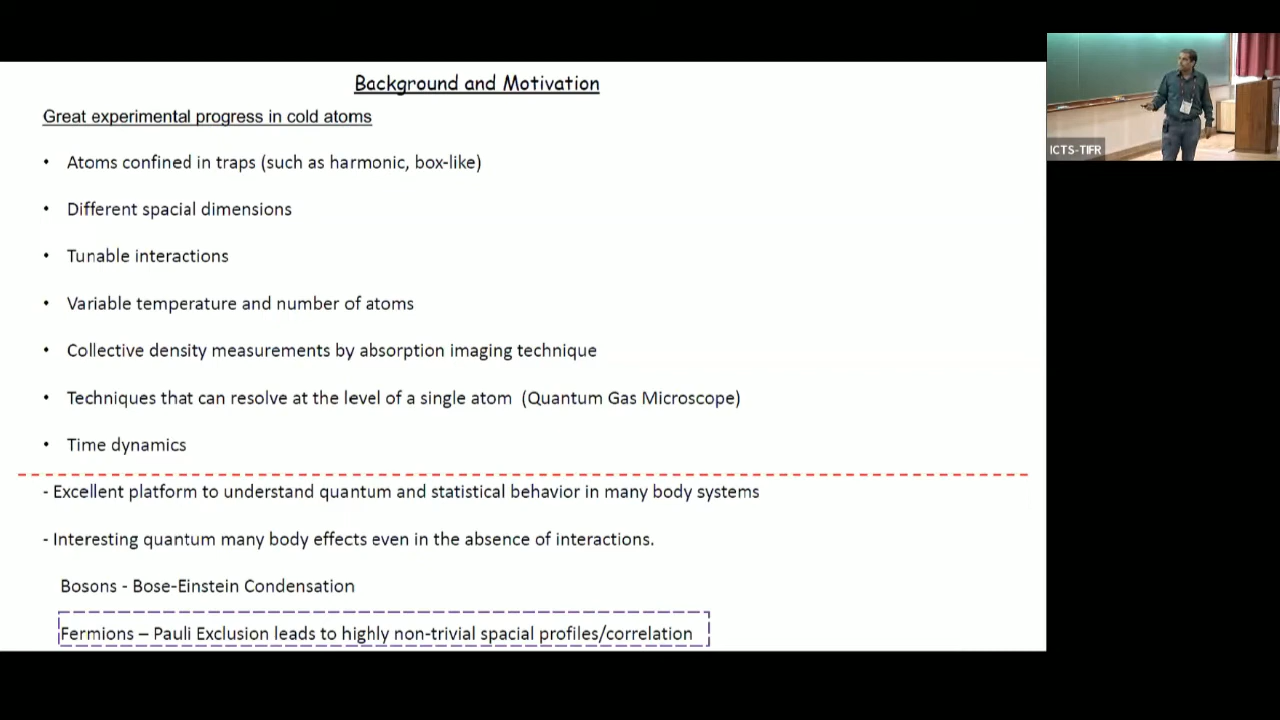 Background and Motivation
Great experimental progress in cold atoms
• Atoms confined in traps (such as harmonic, box-like)
• Different spacial dimensions
• Tunable interactions
• Variable temperature and number of atoms
• Collective density measurements by absorption imaging technique
• Techniques that can resolve at the level of a single atom (Quantum Gas Microscope)
• Time dynamics
- Excellent platform to understand quantum and statistical behavior in many body systems
- Interesting quantum many body effects even in the absence of interactions.
Bosons - Bose-Einstein Condensation
Fermions – Pauli Exclusion leads to highly non-trivial spacial profiles/correlation
ICTS-TIFR